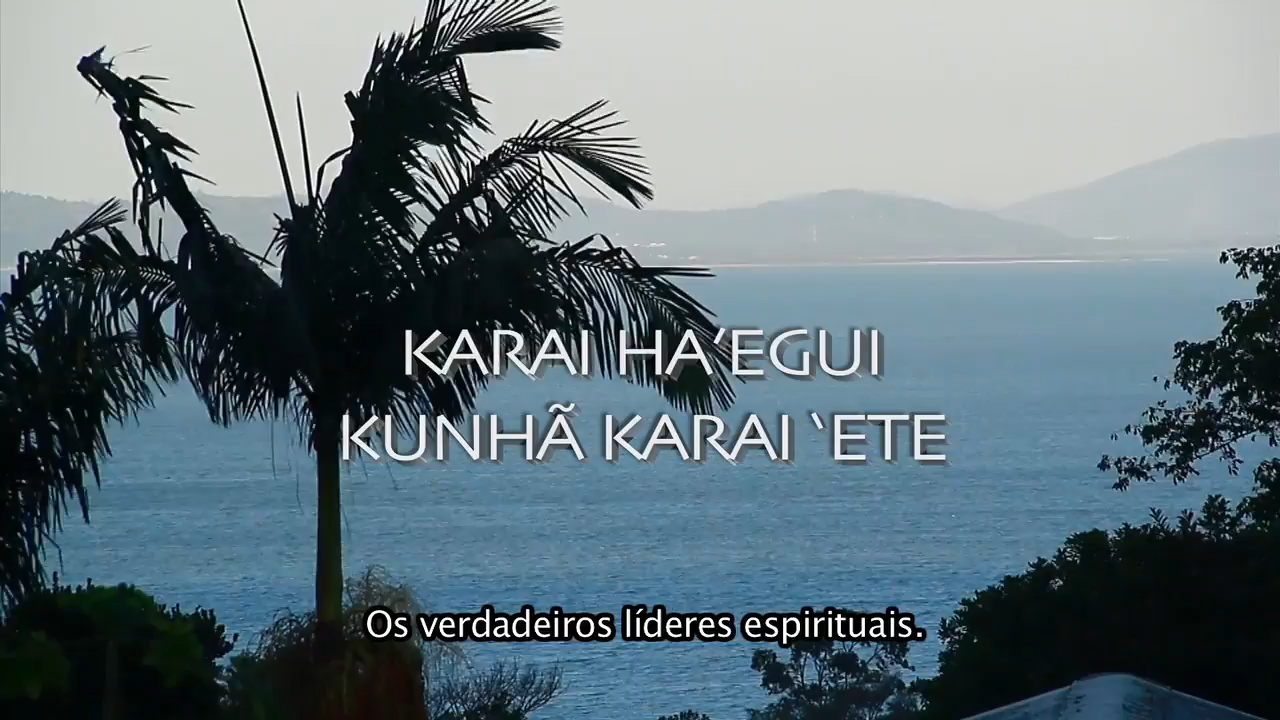 KARAI HA’EGUI
KUNHÃ KARAI ‘ETE
Os verdadeiros líderes espirituais.